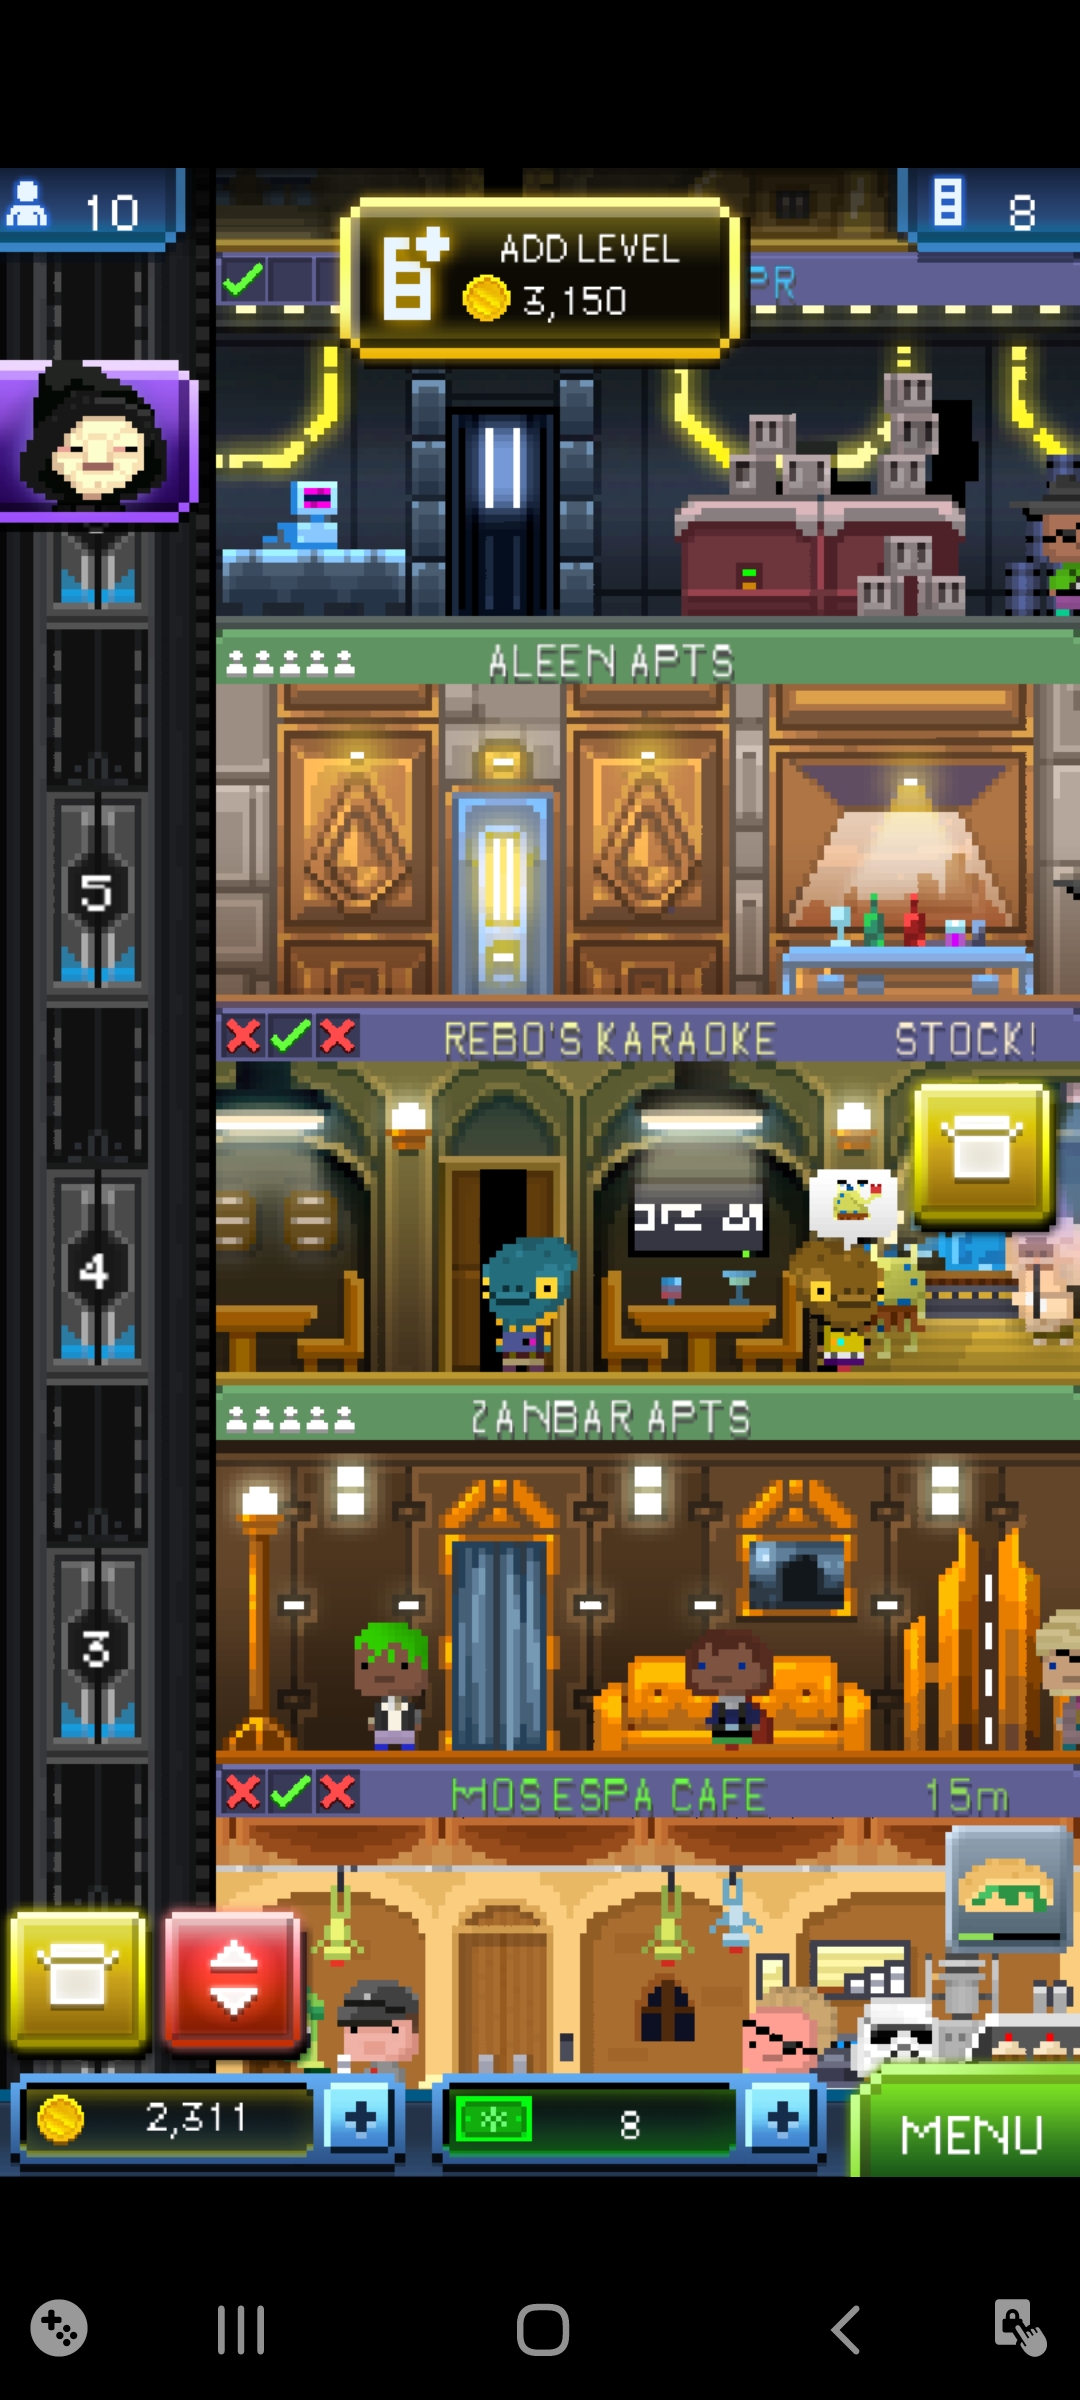 10
ADD LEVEL
3,150
8
PR
ALEEN APTS
5
REBO'S KARAOKE STOCK!
4
ZANBAR APTS
3
MOS ESPA CAFE 15m
2,311
8
MENU